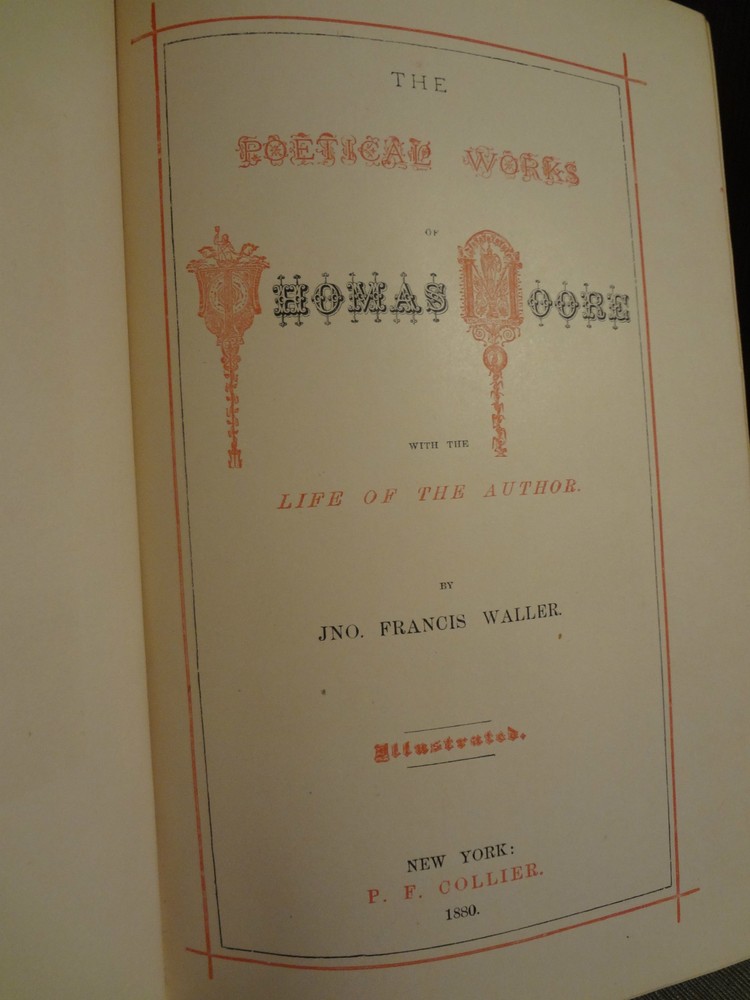 THE
POETICAL WORKS
OF
THOMAS MOORE
WITH THE
LIFE OF THE AUTHOR.
BY
JNO. FRANCIS WALLER.
Illustrated.
NEW YORK:
P. F. COLLIER.
1880.